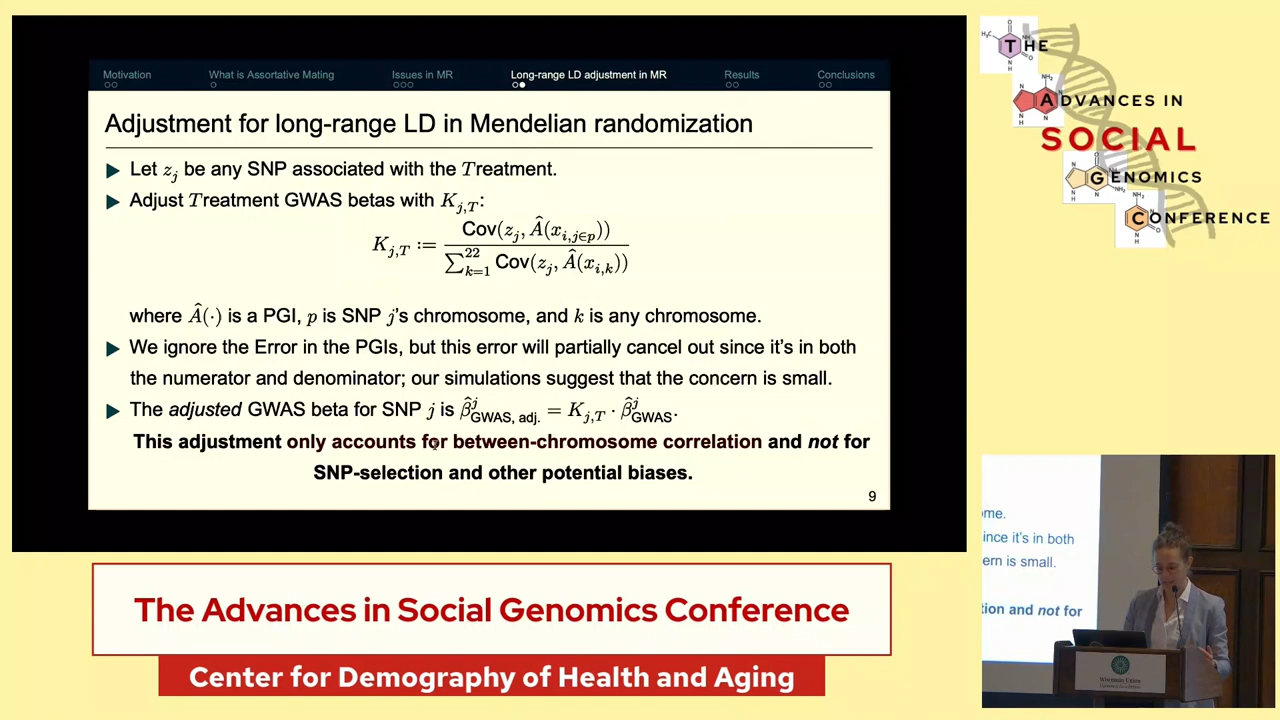 Motivation
What is Assortative Mating
Issues in MR
Long-range LD adjustment in MR
Results
Conclusions
Adjustment for long-range LD in Mendelian randomization
Let z_j be any SNP associated with the Treatment.
Adjust Treatment GWAS betas with K_{j,T}:
K_{j,T} := Cov(z_j, Â(x_{i,j∈p})) / ∑_{k=1}^{22} Cov(z_j, Â(x_{i,k}))
where Â(·) is a PGI, p is SNP j's chromosome, and k is any chromosome.
We ignore the Error in the PGIs, but this error will partially cancel out since it's in both
the numerator and denominator; our simulations suggest that the concern is small.
The adjusted GWAS beta for SNP j is β̂^j_{GWAS, adj.} = K_{j,T} · β̂^j_{GWAS}.
This adjustment only accounts for between-chromosome correlation and not for
SNP-selection and other potential biases.
9
THE
ADVANCES IN
SOCIAL
GENOMICS
CONFERENCE
ome.
ince it's in both
ern is small.
tion and not for
Wisconsin Union
The Advances in Social Genomics Conference
Center for Demography of Health and Aging